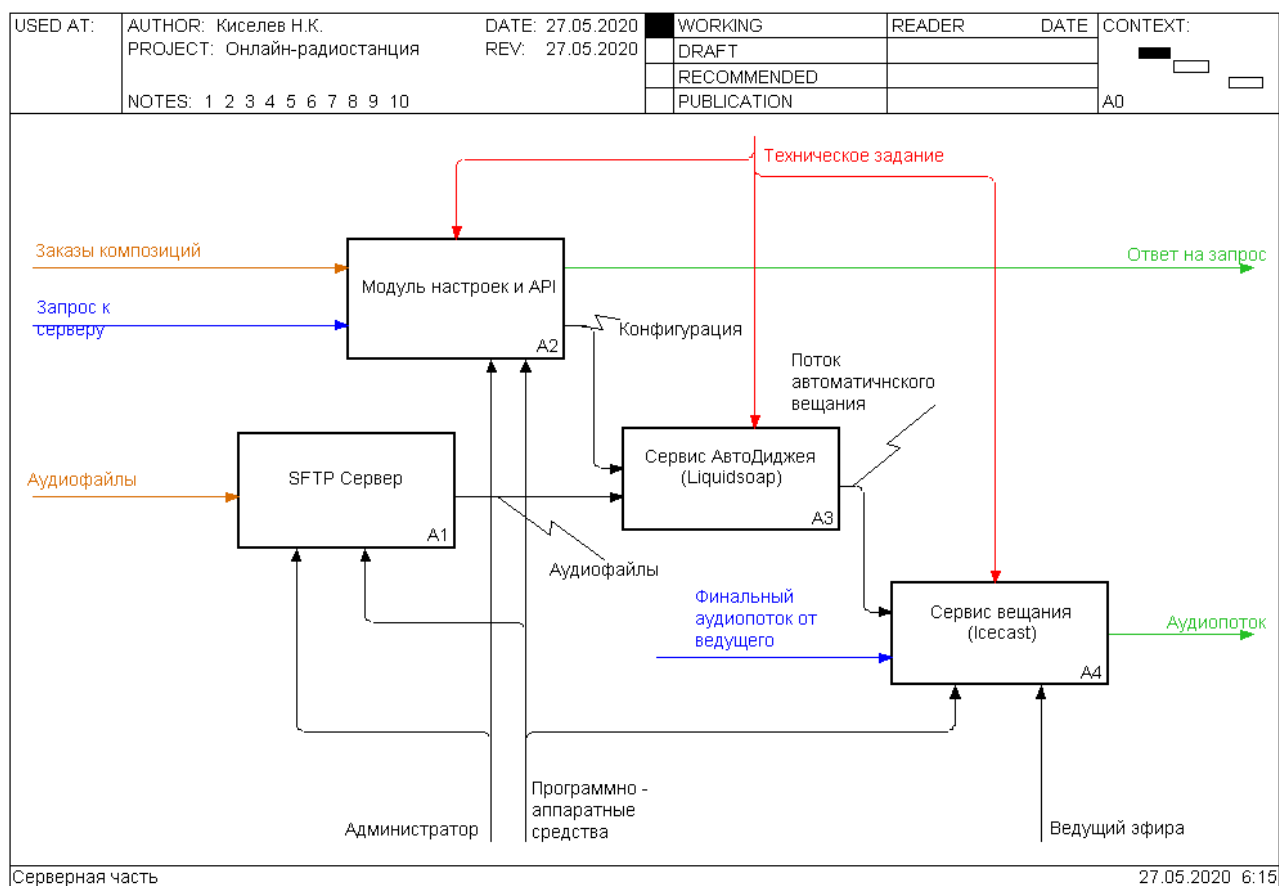 USED AT:
AUTHOR: Киселев Н.К.
DATE: 27.05.2020
PROJECT: Онлайн-радиостанция
REV: 27.05.2020
NOTES: 1 2 3 4 5 6 7 8 9 10
WORKING
DRAFT
RECOMMENDED
PUBLICATION
READER
DATE
CONTEXT:
A0
Техническое задание
Заказы композиций
Ответ на запрос
Модуль настроек и API
A2
Запрос к
серверу
Конфигурация
Поток
автоматичнского
вещания
Аудиофайлы
SFTP Сервер
A1
Сервис АвтоДиджея
(Liquidsoap)
A3
Аудиофайлы
Финальный
аудиопоток от
ведущего
Сервис вещания
(Icecast)
A4
Аудиопоток
Программно -
аппаратные
средства
Администратор
Ведущий эфира
Серверная часть
27.05.2020 6:15